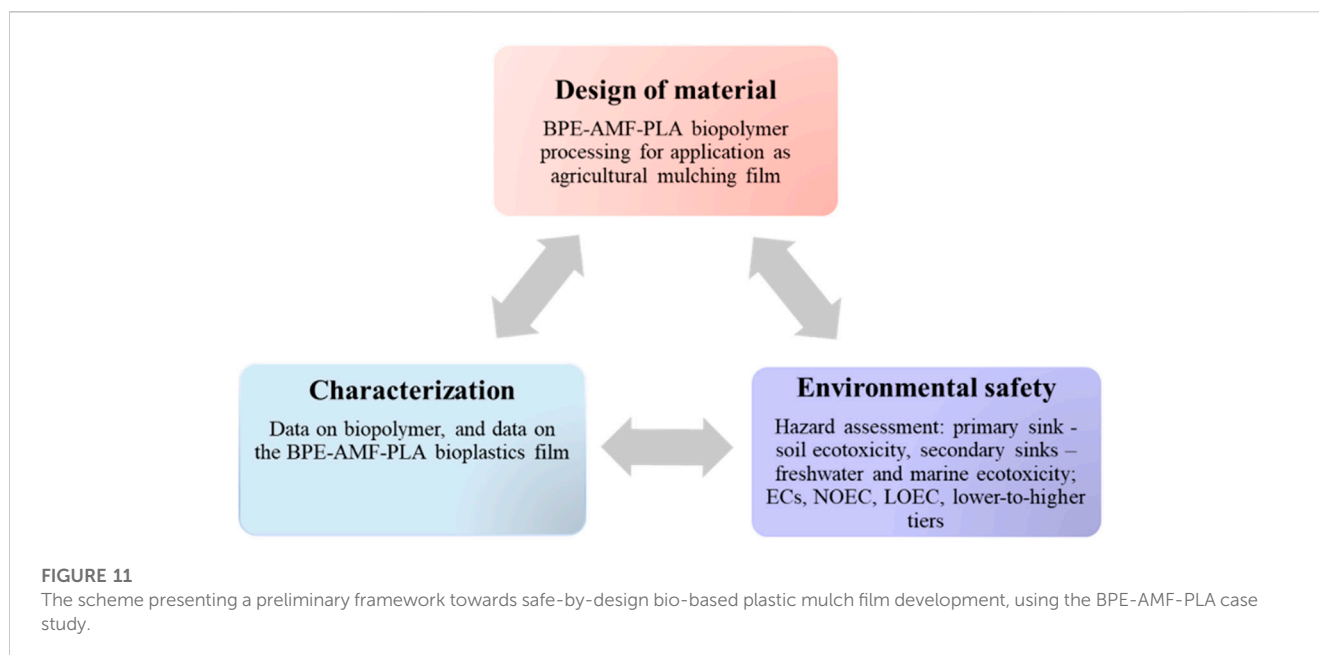 Design of material
BPE-AMF-PLA biopolymer
processing for application as
agricultural mulching film
Characterization
Data on biopolymer, and data on
the BPE-AMF-PLA bioplastics film
Environmental safety
Hazard assessment: primary sink -
soil ecotoxicity, secondary sinks –
freshwater and marine ecotoxicity;
ECs, NOEC, LOEC, lower-to-higher
tiers
FIGURE 11
The scheme presenting a preliminary framework towards safe-by-design bio-based plastic mulch film development, using the BPE-AMF-PLA case
study.